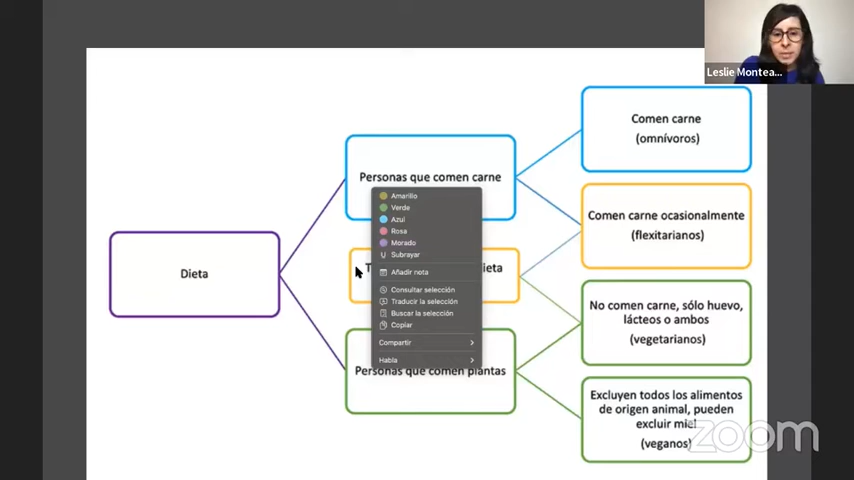 Leslie Montea...
Comen carne
(omnívoros)
Personas que comen carne
Amarillo
Verde
Azul
Rosa
Morado
Subrayar
Añadir nota
Consultar selección
Traducir la selección
Buscar la selección
Copiar
Compartir
Habla
Comen carne ocasionalmente
(flexitarianos)
Dieta
No comen carne, sólo huevo,
lácteos o ambos
(vegetarianos)
Personas que comen plantas
Excluyen todos los alimentos
de origen animal, pueden
excluir miel
(veganos)
zoom